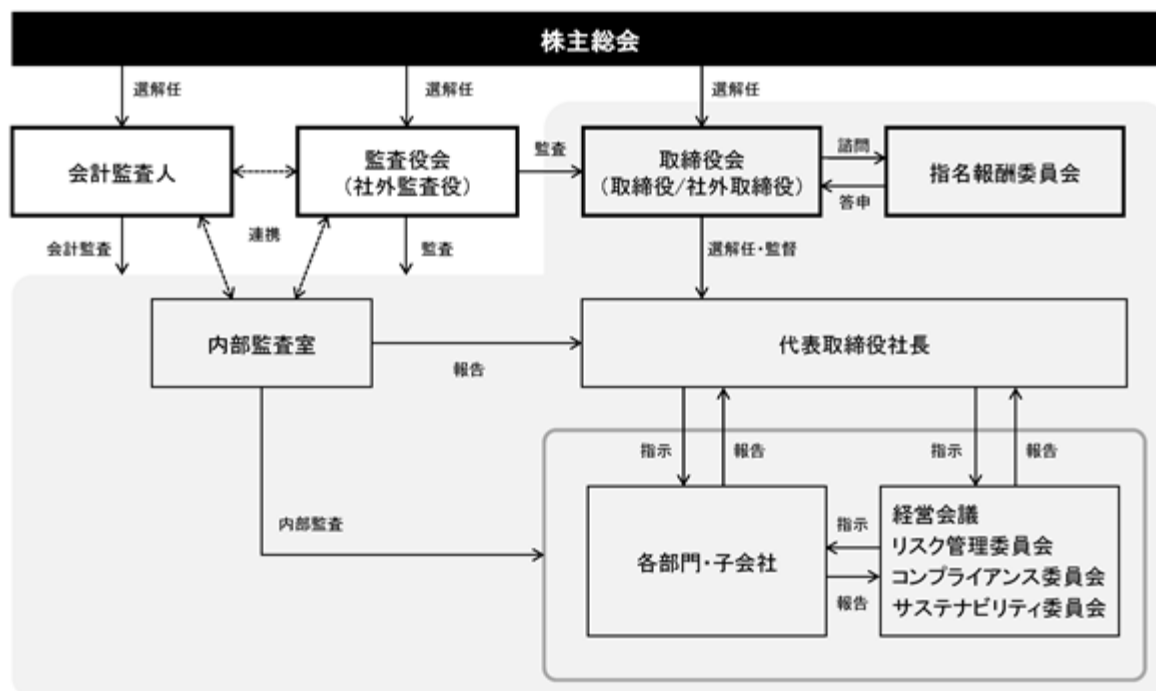 株主総会
選解任
選解任
選解任
会計監査人
監査役会
(社外監査役)
監査
取締役会
(取締役/社外取締役)
諮問
答申
指名報酬委員会
会計監査
連携
監査
選解任・監督
内部監査室
報告
代表取締役社長
指示
報告
指示
報告
内部監査
各部門・子会社
指示
報告
経営会議
リスク管理委員会
コンプライアンス委員会
サステナビリティ委員会